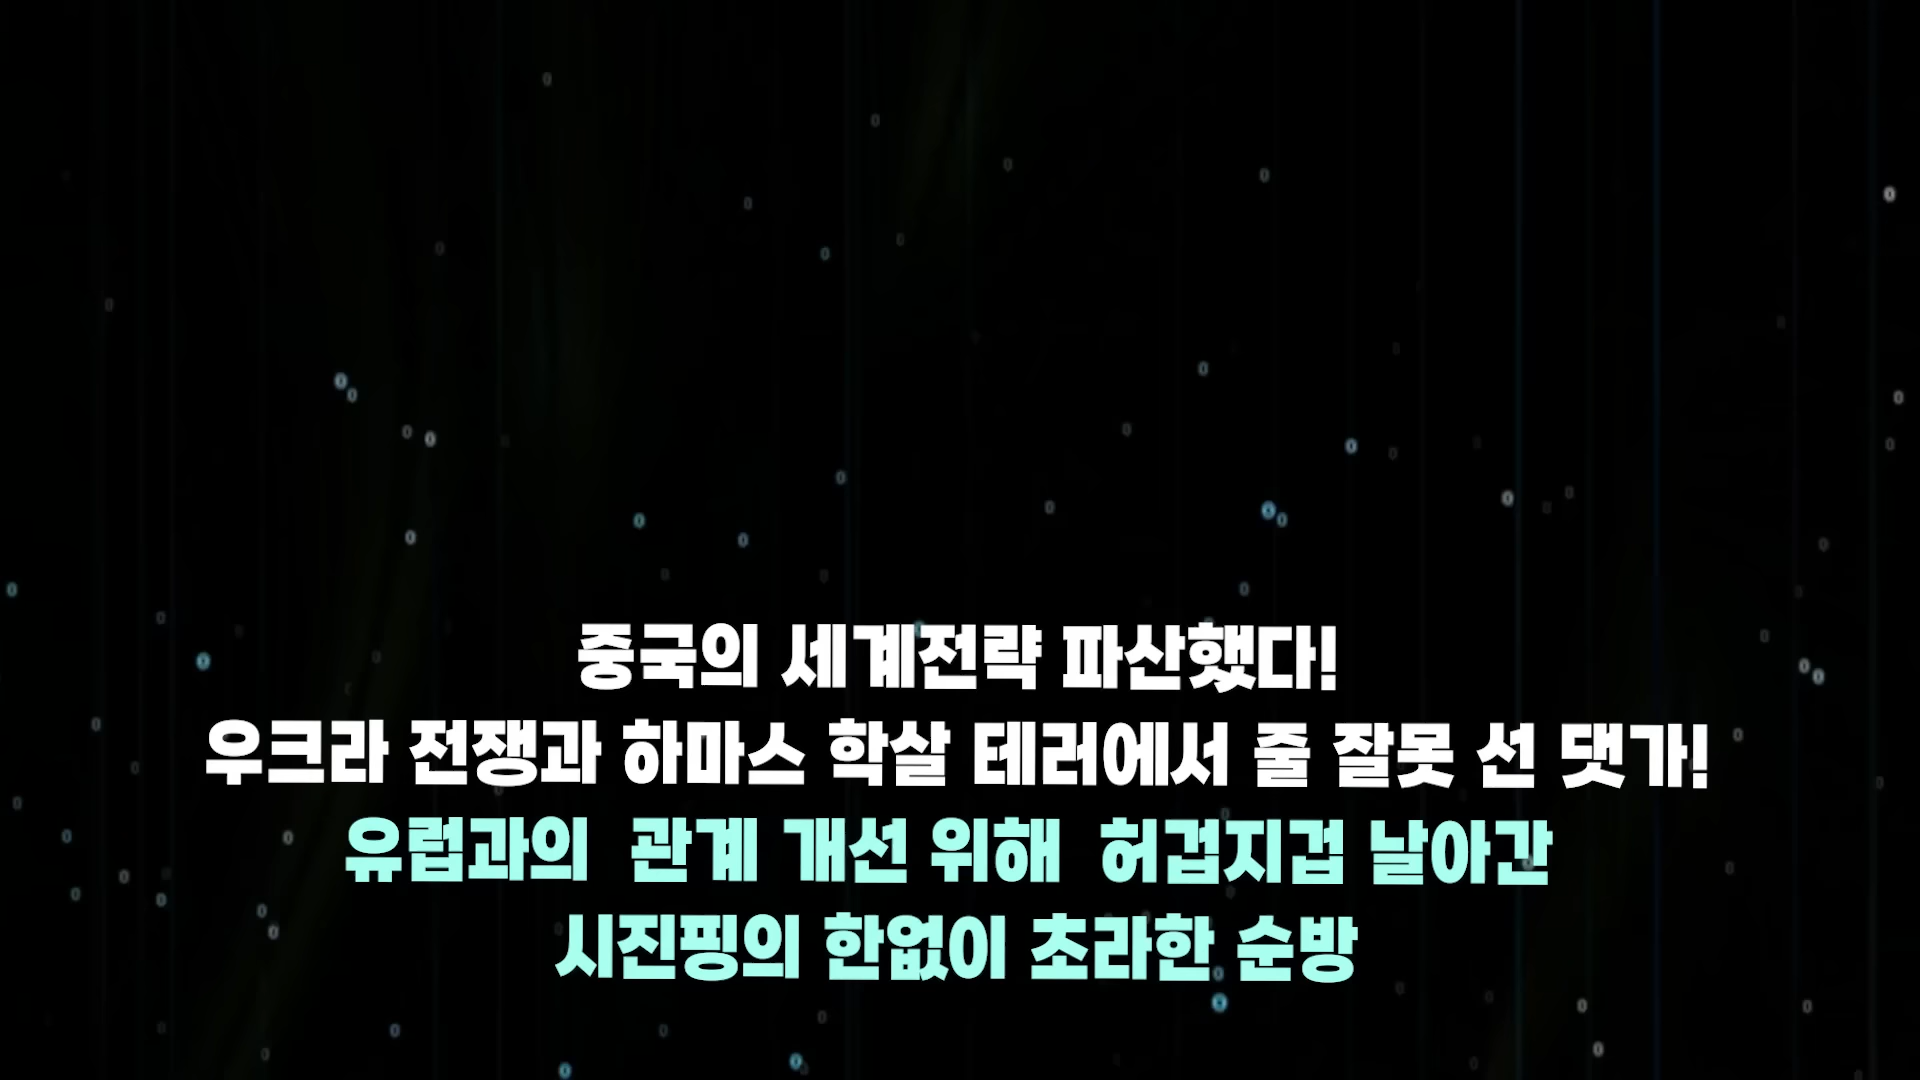 중국의 세계전략 파산했다!
우크라 전쟁과 하마스 학살 테러에서 줄 잘못 선 댓가!
유럽과의 관계 개선 위해 허겁지겁 날아간
시진핑의 한없이 초라한 순방